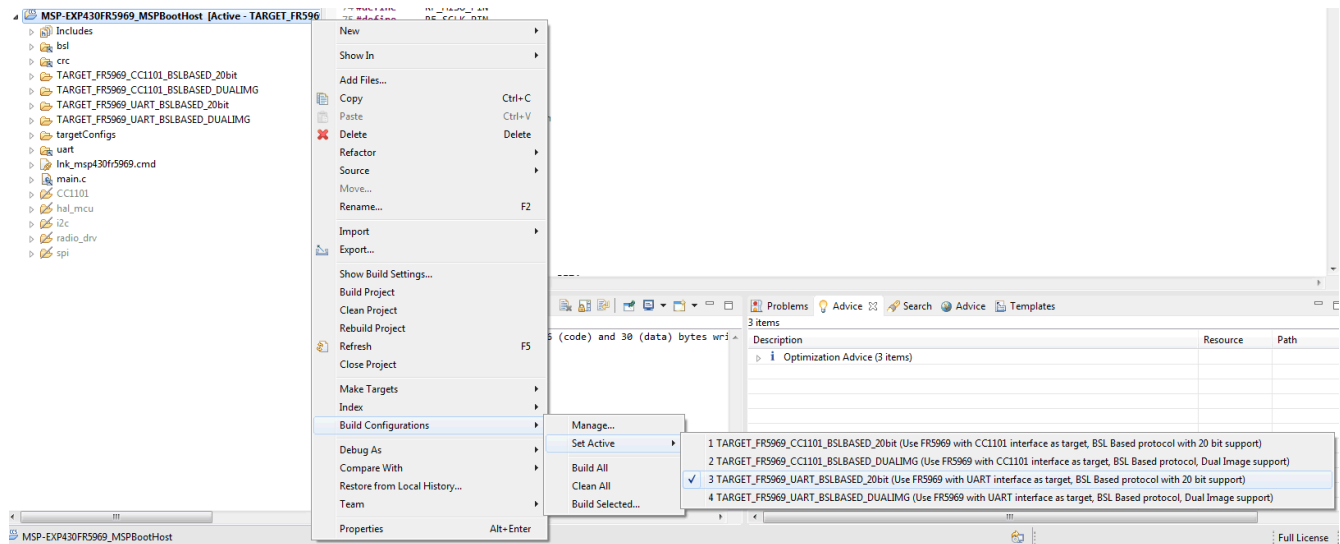 MSP-EXP430FR5969_MSPBootHost [Active - TARGET_FR596
Includes
bsl
crc
TARGET_FR5969_CC1101_BSLBASED_20bit
TARGET_FR5969_CC1101_BSLBASED_DUALIMG
TARGET_FR5969_UART_BSLBASED_20bit
TARGET_FR5969_UART_BSLBASED_DUALIMG
targetConfigs
uart
lnk_msp430fr5969.cmd
main.c
CC1101
hal_mcu
i2c
radio_drv
spi
75 #define RF_SCLK_PIN
New
Show In
Add Files...
Copy Ctrl+C
Paste Ctrl+V
Delete Delete
Refactor
Source
Move...
Rename... F2
Import
Export...
Show Build Settings...
Build Project
Clean Project
Rebuild Project
Refresh F5
Close Project
Make Targets
Index
Build Configurations
Debug As
Compare With
Restore from Local History...
Team
Properties Alt+Enter
Manage...
Set Active
Build All
Clean All
Build Selected...
1 TARGET_FR5969_CC1101_BSLBASED_20bit (Use FR5969 with CC1101 interface as target, BSL Based protocol with 20 bit support)
2 TARGET_FR5969_CC1101_BSLBASED_DUALIMG (Use FR5969 with CC1101 interface as target, BSL Based protocol, Dual Image support)
3 TARGET_FR5969_UART_BSLBASED_20bit (Use FR5969 with UART interface as target, BSL Based protocol with 20 bit support)
4 TARGET_FR5969_UART_BSLBASED_DUALIMG (Use FR5969 with UART interface as target, BSL Based protocol, Dual Image support)
(code) and 30 (data) bytes wri
Problems Advice Search Advice Templates
3 items
Description Resource Path
Optimization Advice (3 items)
MSP-EXP430FR5969_MSPBootHost
Full License